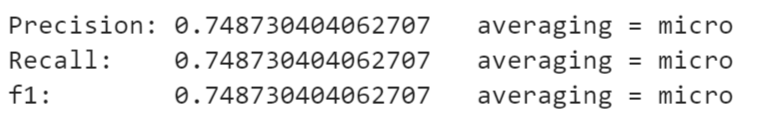 Precision: 0.748730404062707   averaging = micro
Recall:    0.748730404062707   averaging = micro
f1:        0.748730404062707   averaging = micro